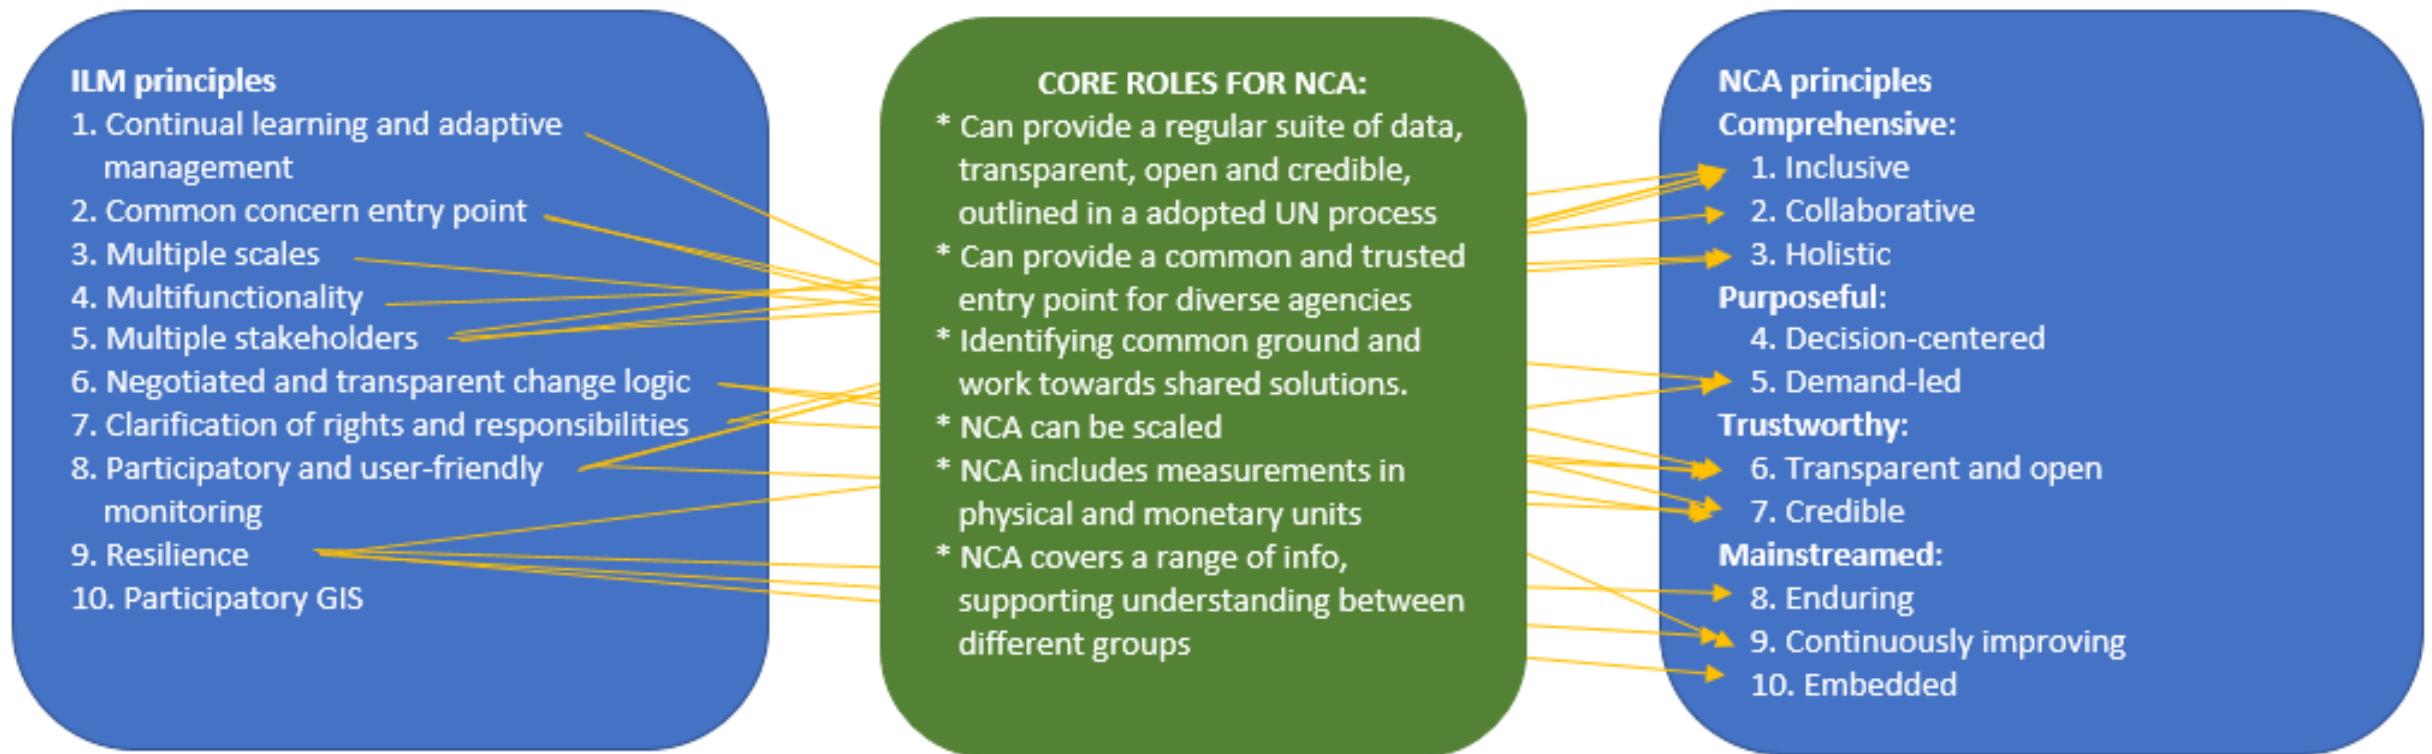 ILM principles
1. Continual learning and adaptive
management
2. Common concern entry point
3. Multiple scales
4. Multifunctionality
5. Multiple stakeholders
6. Negotiated and transparent change logic
7. Clarification of rights and responsibilities
8. Participatory and user-friendly
monitoring
9. Resilience
10. Participatory GIS
CORE ROLES FOR NCA:
* Can provide a regular suite of data,
transparent, open and credible,
outlined in a adopted UN process
* Can provide a common and trusted
entry point for diverse agencies
* Identifying common ground and
work towards shared solutions.
* NCA can be scaled
* NCA includes measurements in
physical and monetary units
* NCA covers a range of info,
supporting understanding between
different groups
NCA principles
Comprehensive:
1. Inclusive
2. Collaborative
3. Holistic
Purposeful:
4. Decision-centered
5. Demand-led
Trustworthy:
6. Transparent and open
7. Credible
Mainstreamed:
8. Enduring
9. Continuously improving
10. Embedded